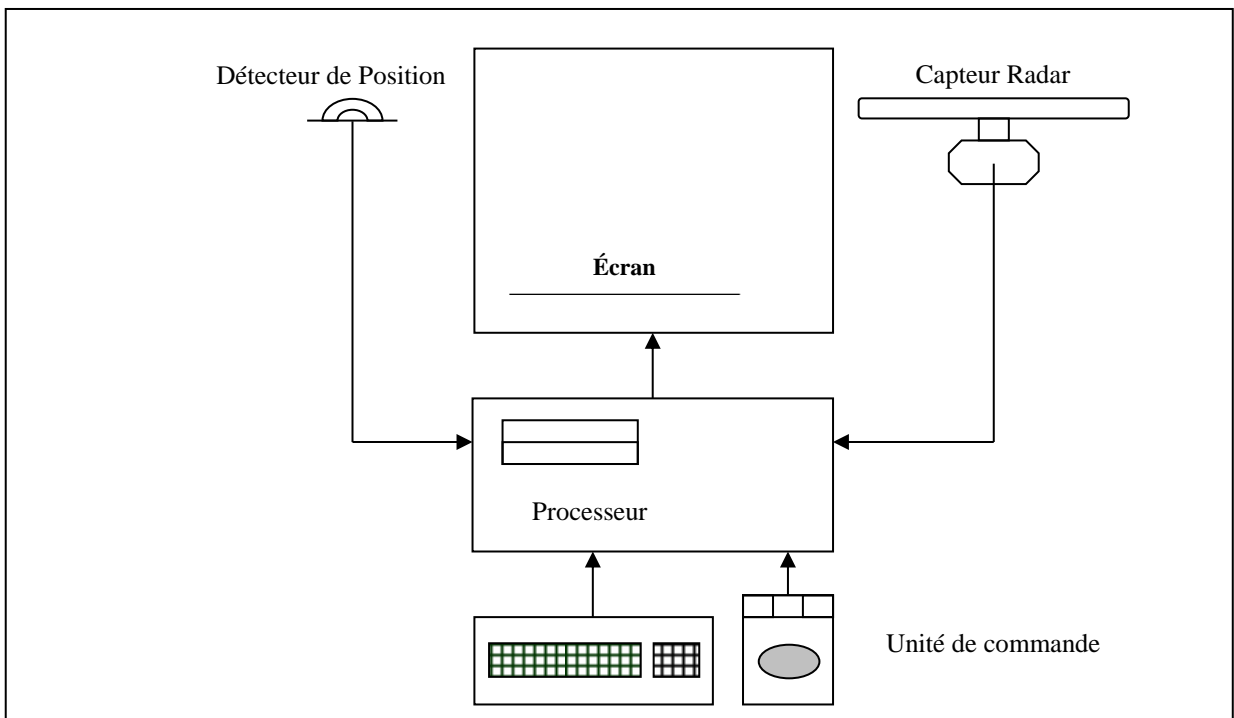 Détecteur de Position
Capteur Radar
Écran
Processeur
Unité de commande